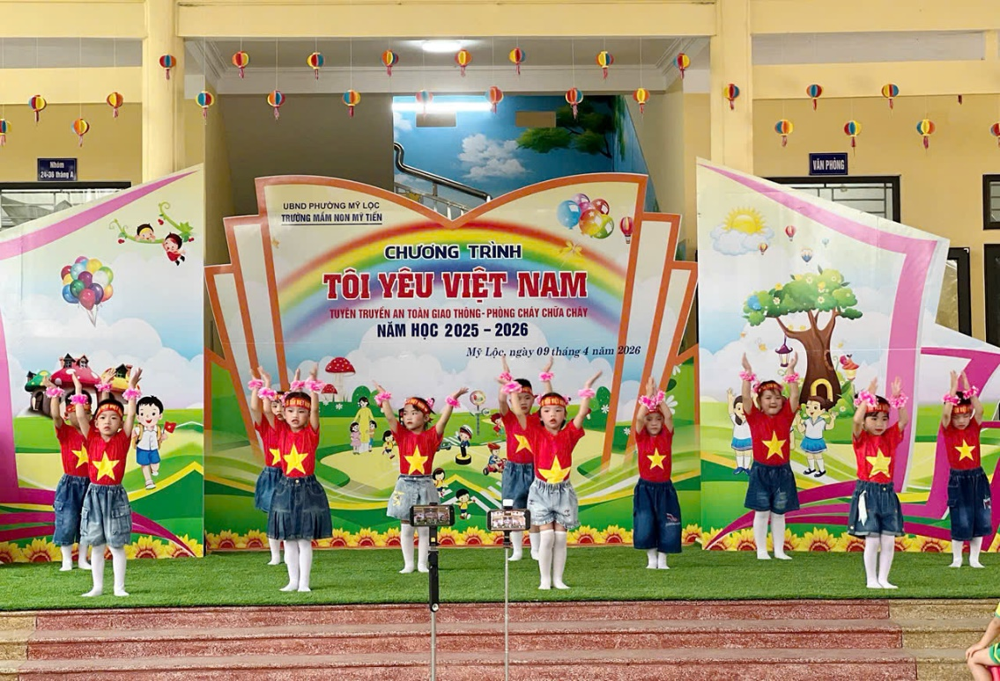 Nhóm
24-36 tháng A
VĂN PHÒNG
UBND PHƯỜNG MỸ LỘC
TRƯỜNG MẦM NON MỸ TIẾN
CHƯƠNG TRÌNH
TÔI YÊU VIỆT NAM
TUYÊN TRUYỀN AN TOÀN GIAO THÔNG - PHÒNG CHÁY CHỮA CHÁY
NĂM HỌC 2025 - 2026
Mỹ Lộc, ngày 09 tháng 4 năm 2026